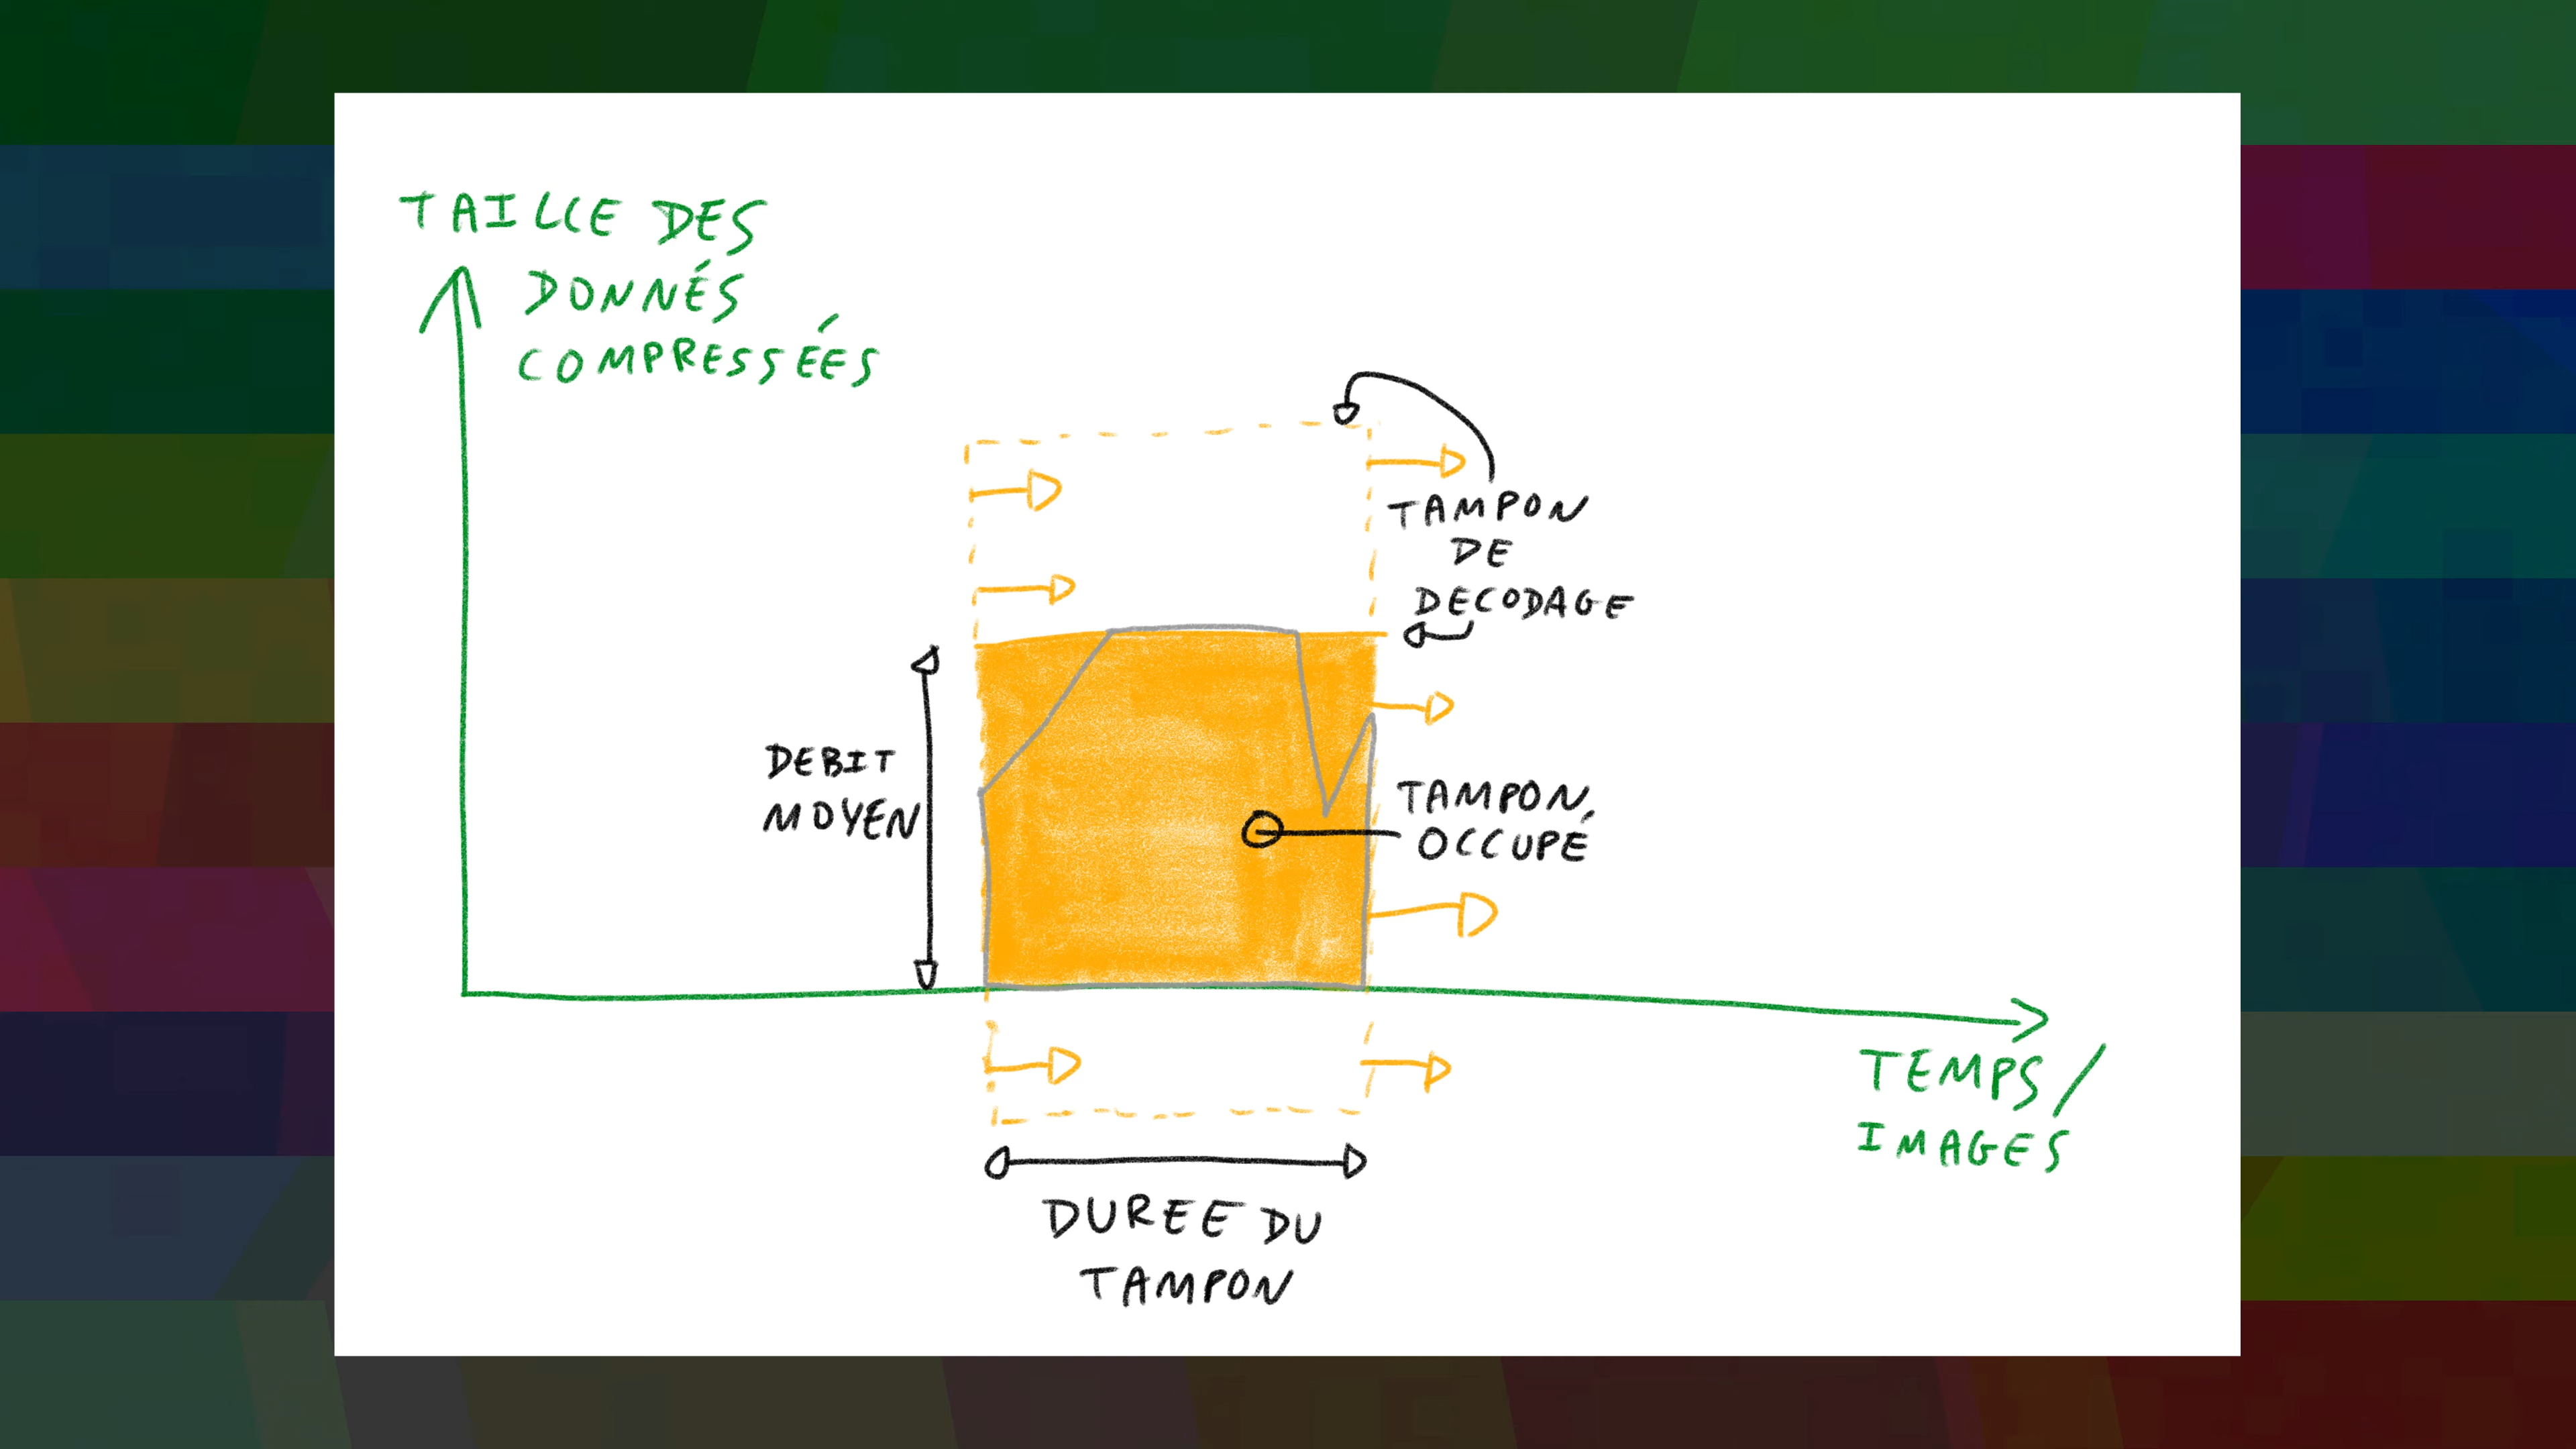 TAILLE DES
DONNÉS
COMPRESSÉES
TAMPON
DE
DECODAGE
DEBIT
MOYEN
TAMPON
OCCUPÉ
TEMPS/
IMAGES
DUREE DU
TAMPON